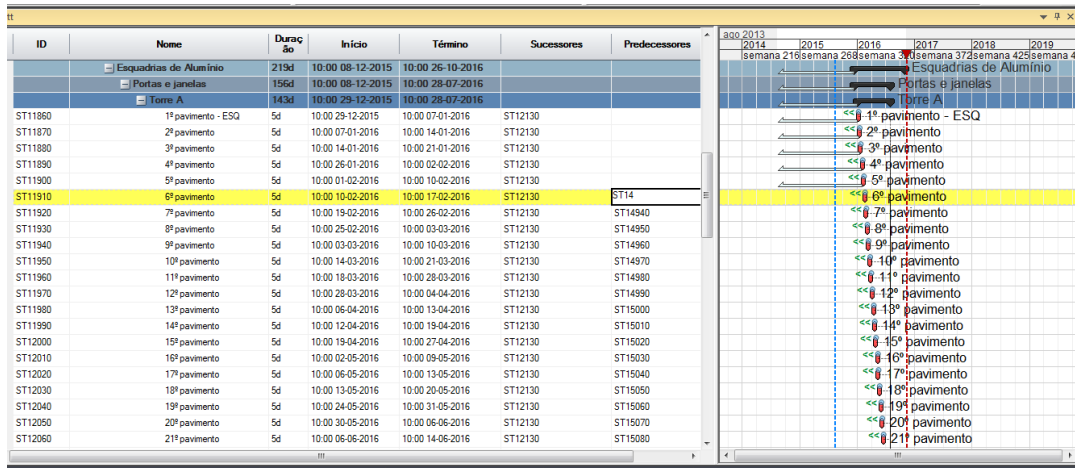 tt
ID Nome Duração Início Término Sucessores Predecessores
Esquadrias de Alumínio 219d 10:00 08-12-2015 10:00 26-10-2016
Portas e janelas 156d 10:00 08-12-2015 10:00 28-07-2016
Torre A 143d 10:00 29-12-2015 10:00 28-07-2016
ST11860 1º pavimento - ESQ 5d 10:00 29-12-2015 10:00 07-01-2016 ST12130
ST11870 2º pavimento 5d 10:00 07-01-2016 10:00 14-01-2016 ST12130
ST11880 3º pavimento 5d 10:00 14-01-2016 10:00 21-01-2016 ST12130
ST11890 4º pavimento 5d 10:00 26-01-2016 10:00 02-02-2016 ST12130
ST11900 5º pavimento 5d 10:00 01-02-2016 10:00 10-02-2016 ST12130
ST11910 6º pavimento 5d 10:00 10-02-2016 10:00 17-02-2016 ST12130 ST14
ST11920 7º pavimento 5d 10:00 19-02-2016 10:00 26-02-2016 ST12130 ST14940
ST11930 8º pavimento 5d 10:00 25-02-2016 10:00 03-03-2016 ST12130 ST14950
ST11940 9º pavimento 5d 10:00 03-03-2016 10:00 10-03-2016 ST12130 ST14960
ST11950 10º pavimento 5d 10:00 14-03-2016 10:00 21-03-2016 ST12130 ST14970
ST11960 11º pavimento 5d 10:00 18-03-2016 10:00 28-03-2016 ST12130 ST14980
ST11970 12º pavimento 5d 10:00 28-03-2016 10:00 04-04-2016 ST12130 ST14990
ST11980 13º pavimento 5d 10:00 06-04-2016 10:00 13-04-2016 ST12130 ST15000
ST11990 14º pavimento 5d 10:00 12-04-2016 10:00 19-04-2016 ST12130 ST15010
ST12000 15º pavimento 5d 10:00 19-04-2016 10:00 27-04-2016 ST12130 ST15020
ST12010 16º pavimento 5d 10:00 02-05-2016 10:00 09-05-2016 ST12130 ST15030
ST12020 17º pavimento 5d 10:00 06-05-2016 10:00 13-05-2016 ST12130 ST15040
ST12030 18º pavimento 5d 10:00 13-05-2016 10:00 20-05-2016 ST12130 ST15050
ST12040 19º pavimento 5d 10:00 24-05-2016 10:00 31-05-2016 ST12130 ST15060
ST12050 20º pavimento 5d 10:00 30-05-2016 10:00 06-06-2016 ST12130 ST15070
ST12060 21º pavimento 5d 10:00 06-06-2016 10:00 14-06-2016 ST12130 ST15080
ago 2013
2014 2015 2016 2017 2018 2019
semana 216 semana 268 semana 320 semana 372 semana 425 semana 4
Esquadrias de Alumínio
Portas e janelas
Torre A
1º pavimento - ESQ
2º pavimento
3º pavimento
4º pavimento
5º pavimento
6º pavimento
7º pavimento
8º pavimento
9º pavimento
10º pavimento
11º pavimento
12º pavimento
13º pavimento
14º pavimento
15º pavimento
16º pavimento
17º pavimento
18º pavimento
19º pavimento
20º pavimento
21º pavimento